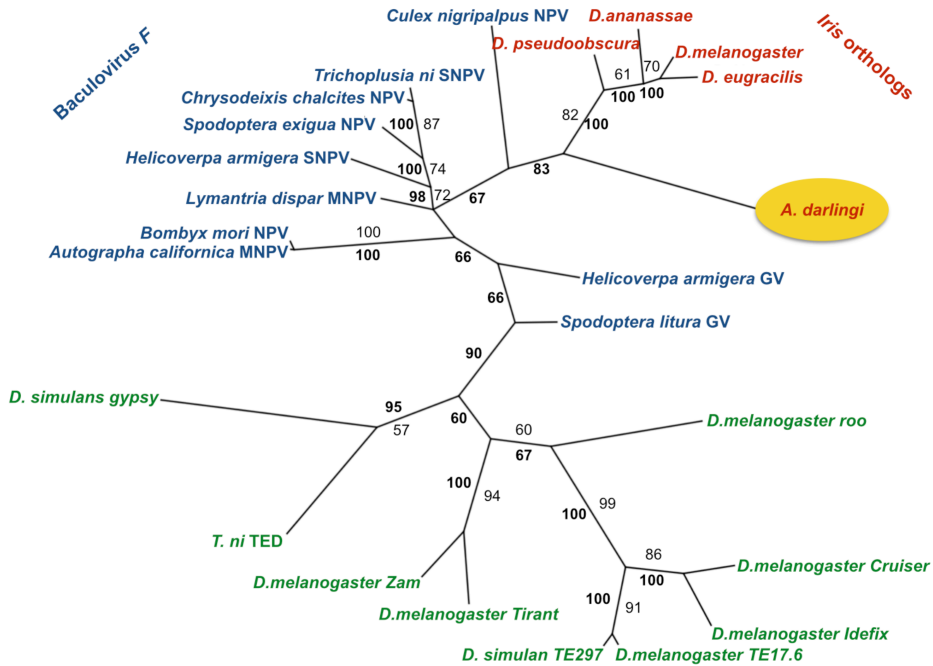 Culex nigripalpus NPV
D.ananassae
Baculovirus F
Iris orthologs
D. pseudoobscura
D.melanogaster
Trichoplusia ni SNPV
61
70
D. eugracilis
Chrysodeixis chalcites NPV
100
100
82
100
Spodoptera exigua NPV
100
87
Helicoverpa armigera SNPV
100
74
83
Lymantria dispar MNPV
98
72
67
A. darlingi
Bombyx mori NPV
100
Autographa californica MNPV
100
66
Helicoverpa armigera GV
66
Spodoptera litura GV
90
D. simulans gypsy
95
57
60
60
67
D.melanogaster roo
100
94
99
100
T. ni TED
86
D.melanogaster Cruiser
100
D.melanogaster Zam
100
91
D.melanogaster Tirant
D.melanogaster Idefix
D. simulan TE297
D.melanogaster TE17.6